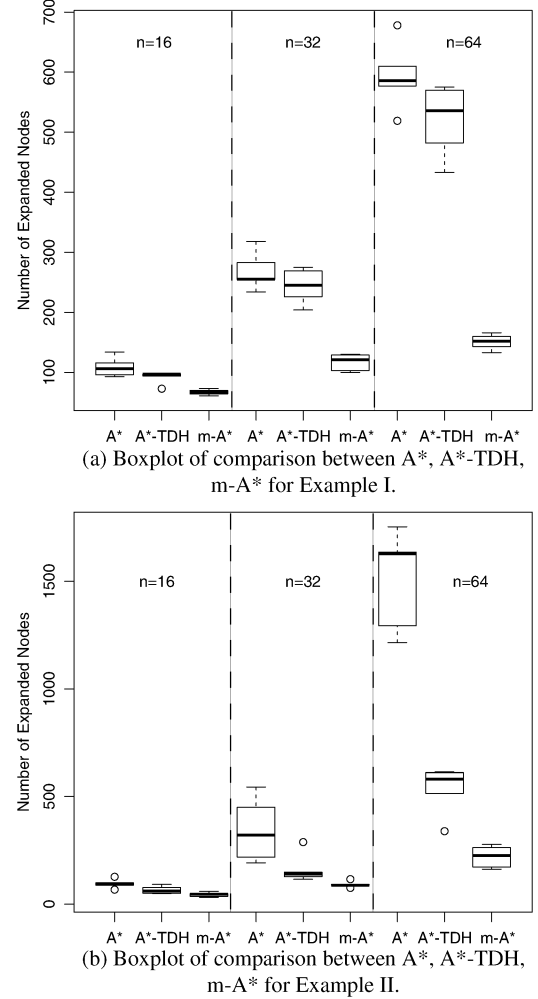 700
600
500
400
300
200
100
Number of Expanded Nodes
n=16 n=32 n=64
A* A*-TDH m-A* A* A*-TDH m-A* A* A*-TDH m-A*
(a) Boxplot of comparison between A*, A*-TDH,
m-A* for Example I.
1500
1000
500
0
Number of Expanded Nodes
n=16 n=32 n=64
A* A*-TDH m-A* A* A*-TDH m-A* A* A*-TDH m-A*
(b) Boxplot of comparison between A*, A*-TDH,
m-A* for Example II.